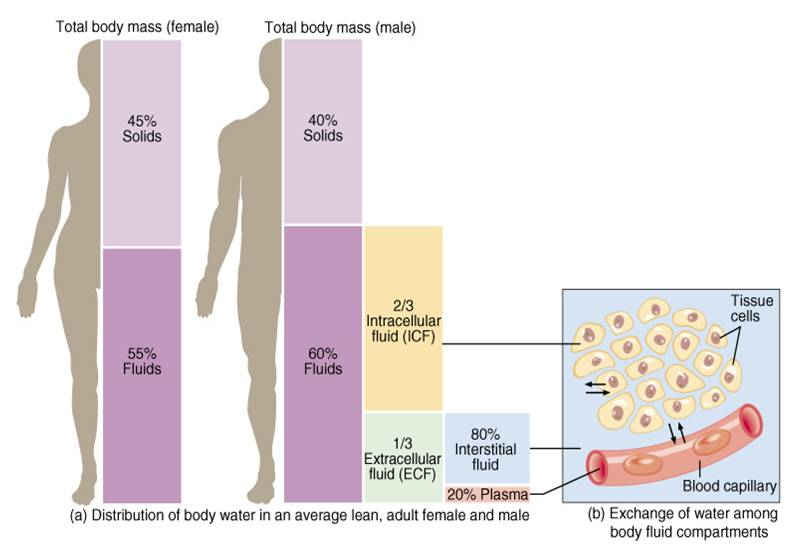 Total body mass (female)
Total body mass (male)
45%
Solids
40%
Solids
55%
Fluids
60%
Fluids
2/3
Intracellular
fluid (ICF)
1/3
Extracellular
fluid (ECF)
80%
Interstitial
fluid
20% Plasma
Tissue
cells
Blood capillary
(a) Distribution of body water in an average lean, adult female and male
(b) Exchange of water among
body fluid compartments